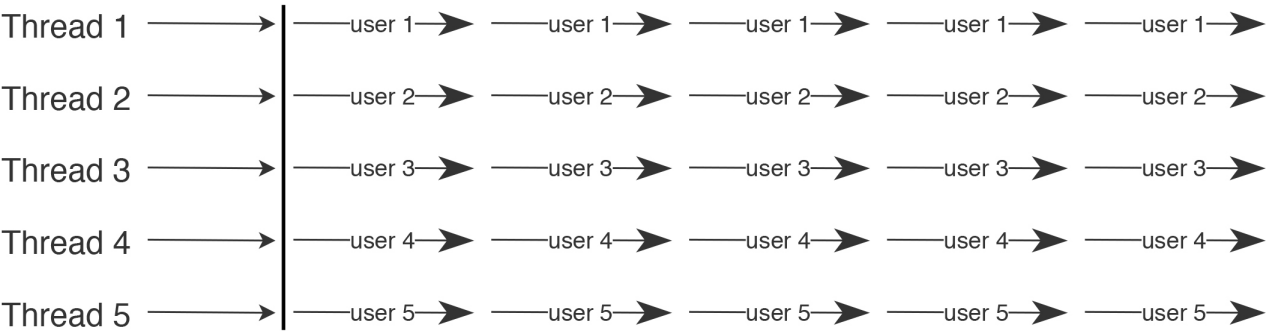 Thread 1 user 1 user 1 user 1 user 1 user 1
Thread 2 user 2 user 2 user 2 user 2 user 2
Thread 3 user 3 user 3 user 3 user 3 user 3
Thread 4 user 4 user 4 user 4 user 4 user 4
Thread 5 user 5 user 5 user 5 user 5 user 5